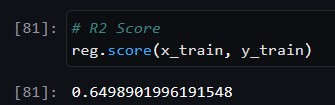 [81]: # R2 Score
reg.score(x_train, y_train)
[81]: 0.6498901996191548